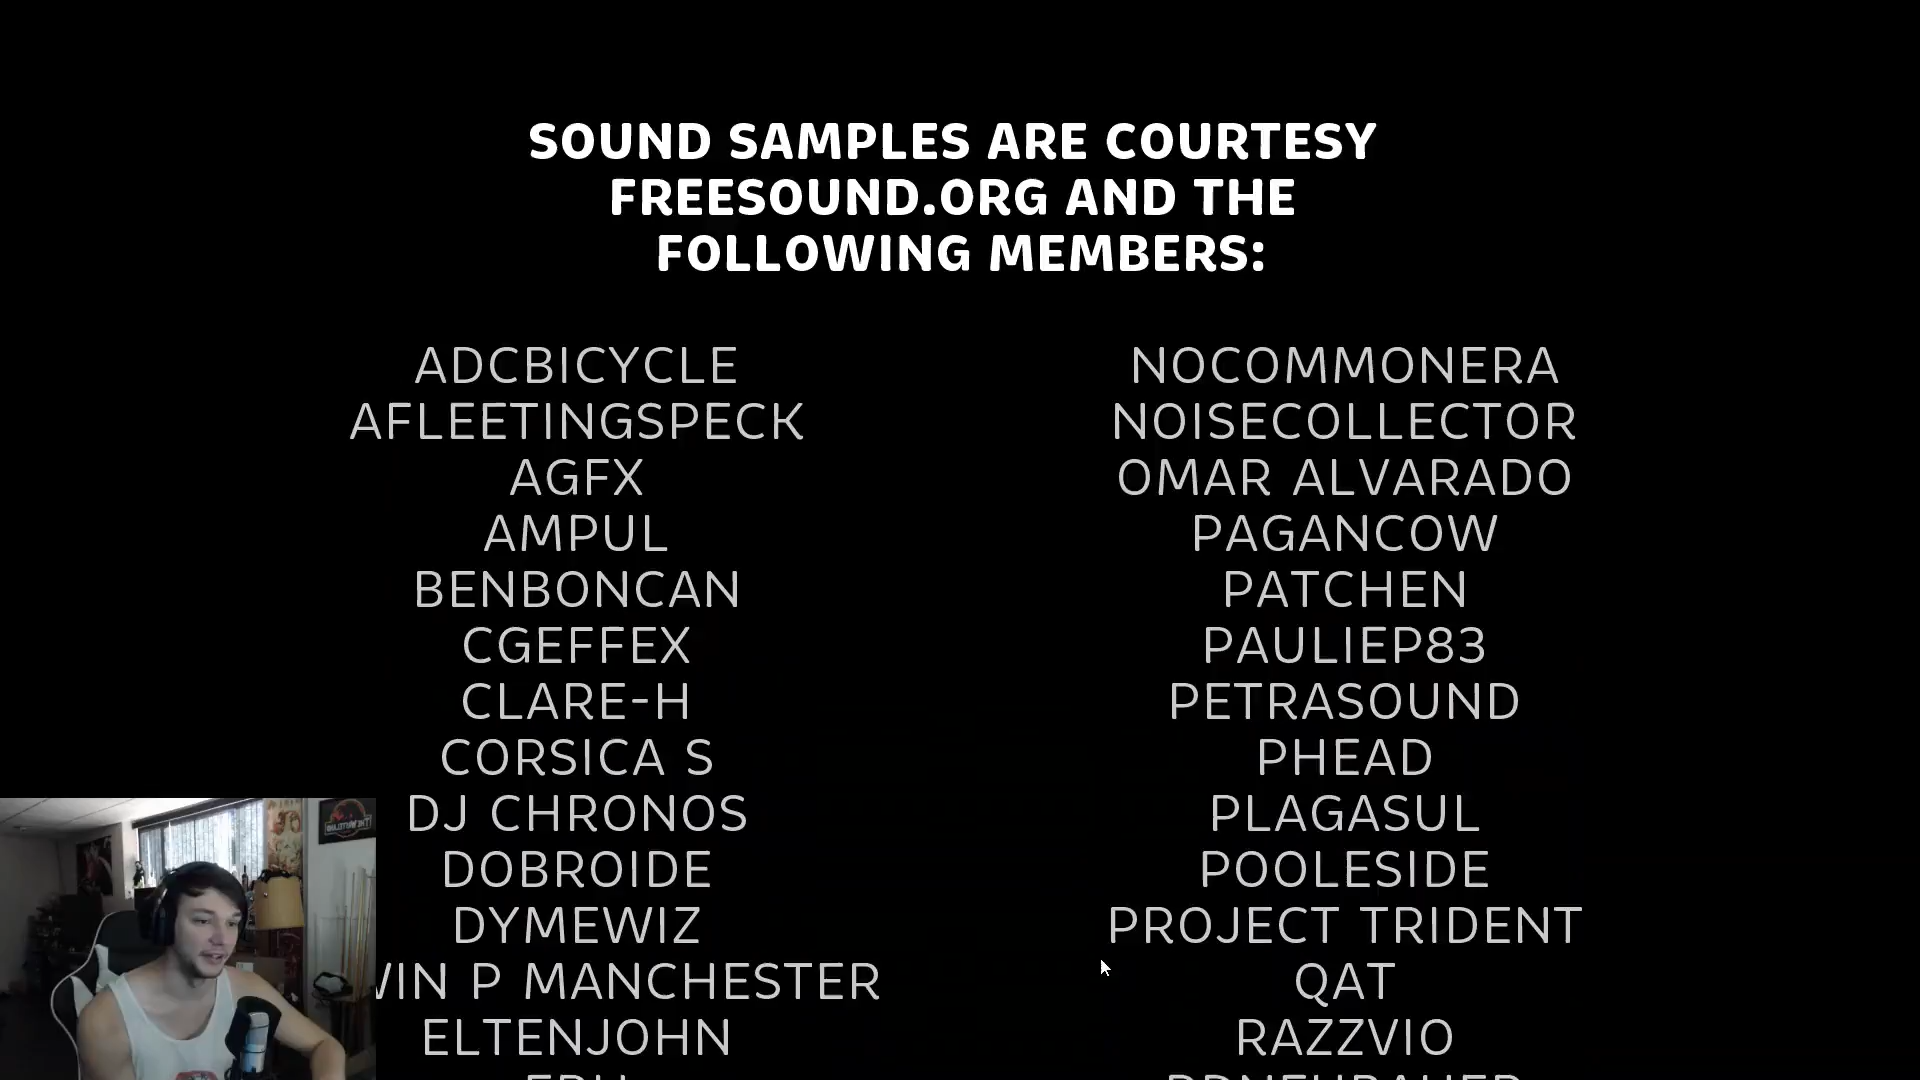 SOUND SAMPLES ARE COURTESY
FREESOUND.ORG AND THE
FOLLOWING MEMBERS:
ADCBICYCLE
AFLEETINGSPECK
AGFX
AMPUL
BENBONCAN
CGEFFEX
CLARE-H
CORSICA S
DJ CHRONOS
DOBROIDE
DYMEWIZ
P MANCHESTER
ELTENJOHN
NOCOMMONERA
NOISECOLLECTOR
OMAR ALVARADO
PAGANCOW
PATCHEN
PAULIEP83
PETRASOUND
PHEAD
PLAGASUL
POOLESIDE
PROJECT TRIDENT
QAT
RAZZVIO